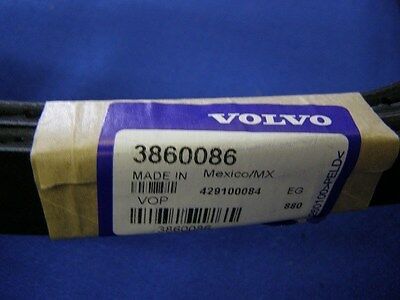 VOLVO
3860086
MADE IN Mexico/MX
429100084 EG
VOP 880
3860086